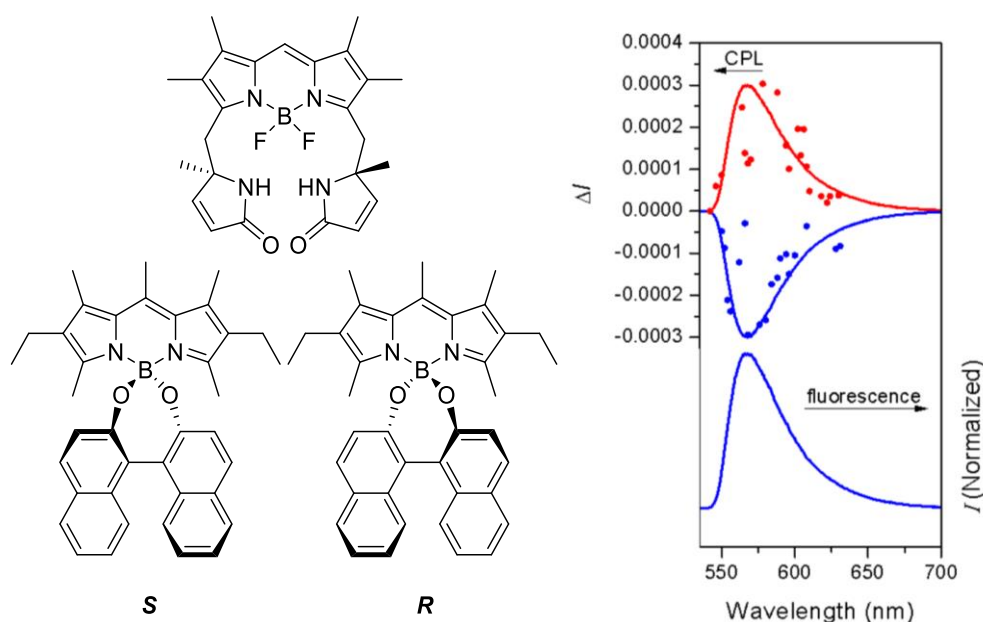 N B N
F F
NH HN
O O
N B N
O O
N B N
O O
S R
0.0004
0.0003
0.0002
0.0001
0.0000
-0.0001
-0.0002
-0.0003
ΔI
CPL
fluorescence
I (Normalized)
550 600 650 700
Wavelength (nm)